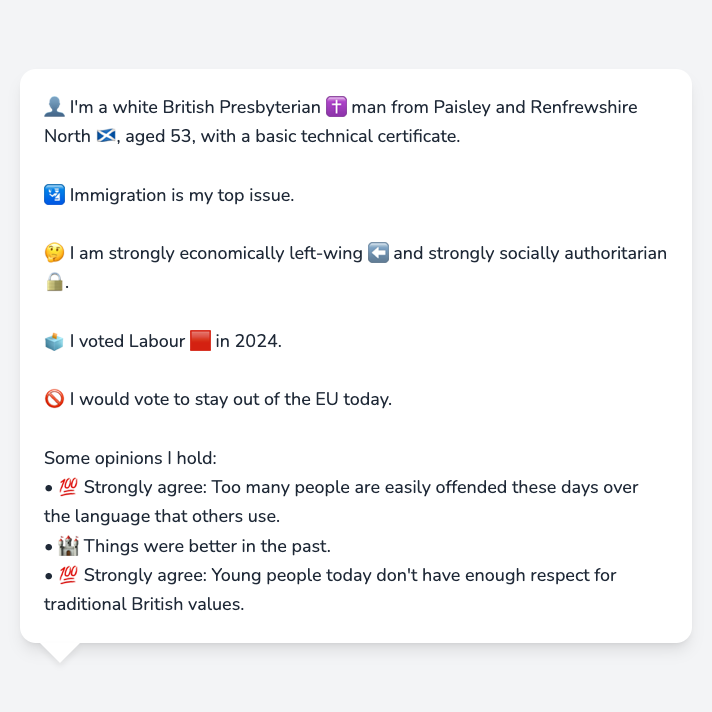 👤 I'm a white British Presbyterian ✝️ man from Paisley and Renfrewshire
North 🏴󠁧󠁢󠁳󠁣󠁴󠁿, aged 53, with a basic technical certificate.
🛂 Immigration is my top issue.
🤔 I am strongly economically left-wing ⬅️ and strongly socially authoritarian
🔒.
🗳️ I voted Labour 🟥 in 2024.
🚫 I would vote to stay out of the EU today.
Some opinions I hold:
• 💯 Strongly agree: Too many people are easily offended these days over
the language that others use.
• 🏰 Things were better in the past.
• 💯 Strongly agree: Young people today don't have enough respect for
traditional British values.